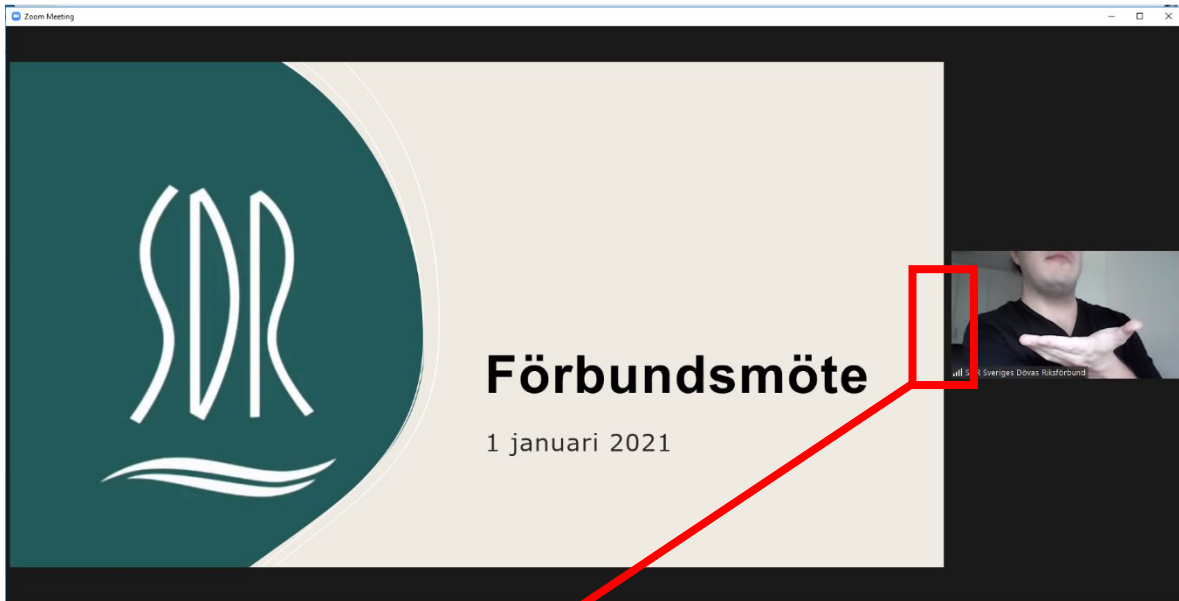 Zoom Meeting
SDR
Förbundsmöte
1 januari 2021
Sveriges Dövas Riksförbund